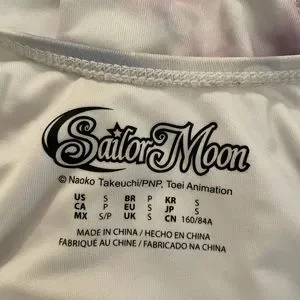 Sailor Moon
© Naoko Takeuchi/PNP, Toei Animation
US S BR P KR S
CA P EU S JP S
MX S/P UK S CN 160/84A
MADE IN CHINA / HECHO EN CHINA
FABRIQUÉ AU CHINE / FABRICADO NA CHINA